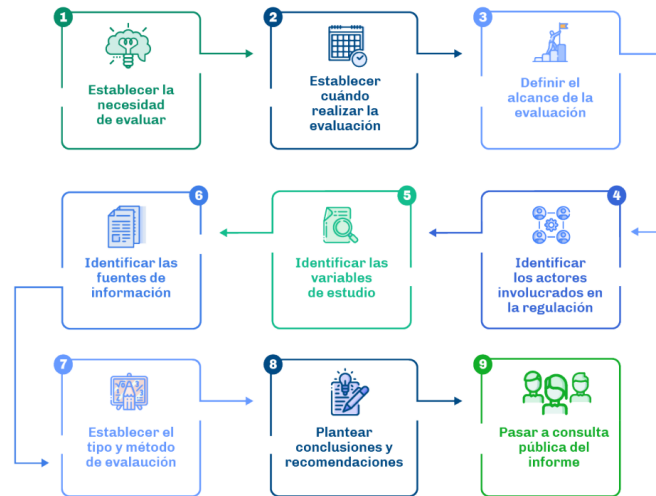 1
Establecer la
necesidad
de evaluar
2
Establecer
cuándo
realizar la
evaluación
3
Definir el
alcance de la
evaluación
4
Identificar
los actores
involucrados en
la regulación
5
Identificar las
variables
de estudio
6
Identificar las
fuentes de
información
7
Establecer el
tipo y método
de evalaución
8
Plantear
conclusiones y
recomendaciones
9
Pasar a consulta
pública del
informe